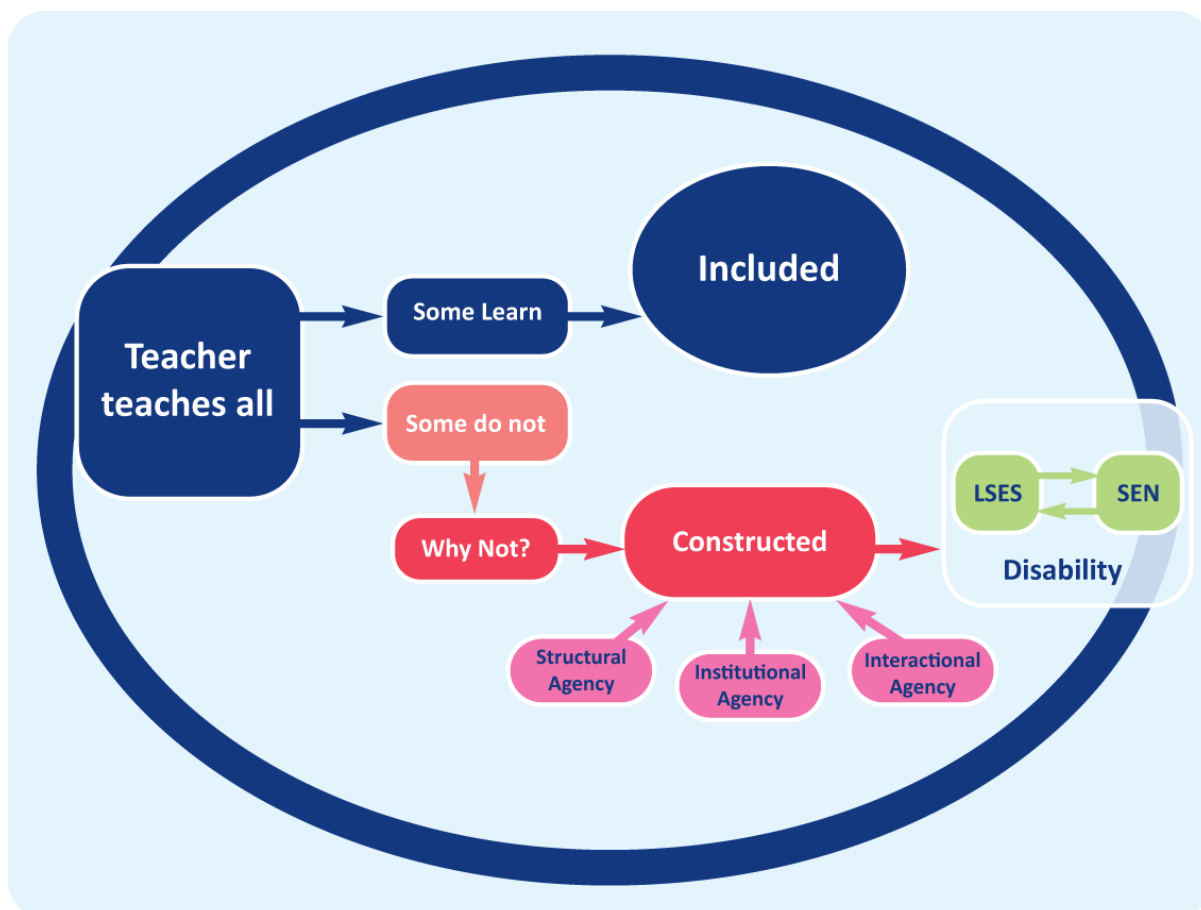 Included
Some Learn
Teacher
teaches all
Some do not
LSES
SEN
Why Not?
Constructed
Disability
Structural
Agency
Institutional
Agency
Interactional
Agency